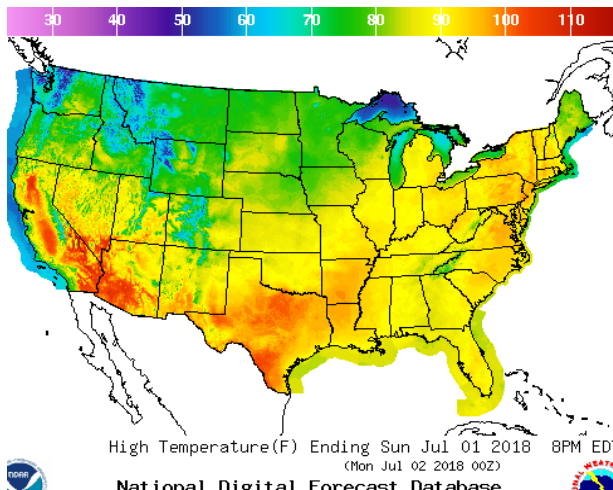 30 40 50 60 70 80 90 100 110
High Temperature(F) Ending Sun Jul 01 2018 8PM EDT
(Mon Jul 02 2018 00Z)
National Digital Forecast Database
NOAA